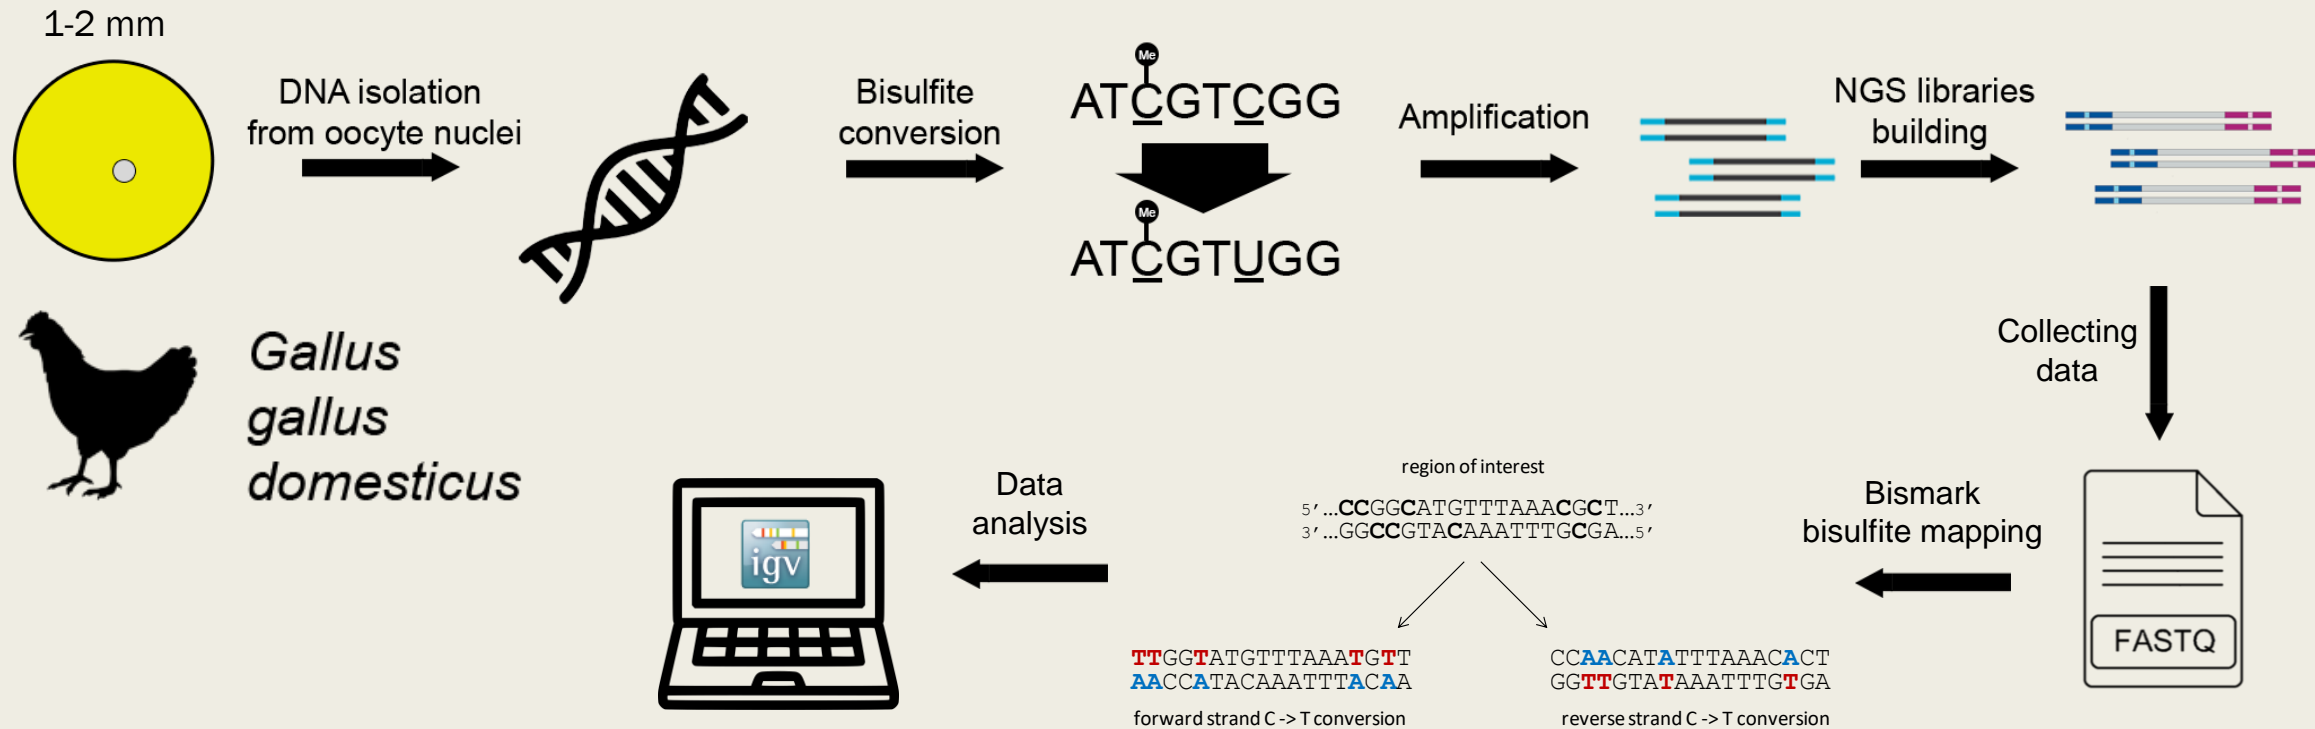 1-2 mm
DNA isolation
from oocyte nuclei
Bisulfite
conversion
Me
ATCGTCGG
Me
ATCGTUGG
Amplification
NGS libraries
building
Collecting
data
Gallus
gallus
domesticus
FASTQ
Bismark
bisulfite mapping
region of interest
5’…CCGGCATGTTTAAACGCT…3’
3’…GGCCGTACAAATTTGCGA…5’
TTGGTATGTTTAAATGTT
AACCATACAAATTTACAA
forward strand C -> T conversion
CCAACATATTTAAACACT
GGTTGTATAAATTTGTGA
reverse strand C -> T conversion
Data
analysis
igv